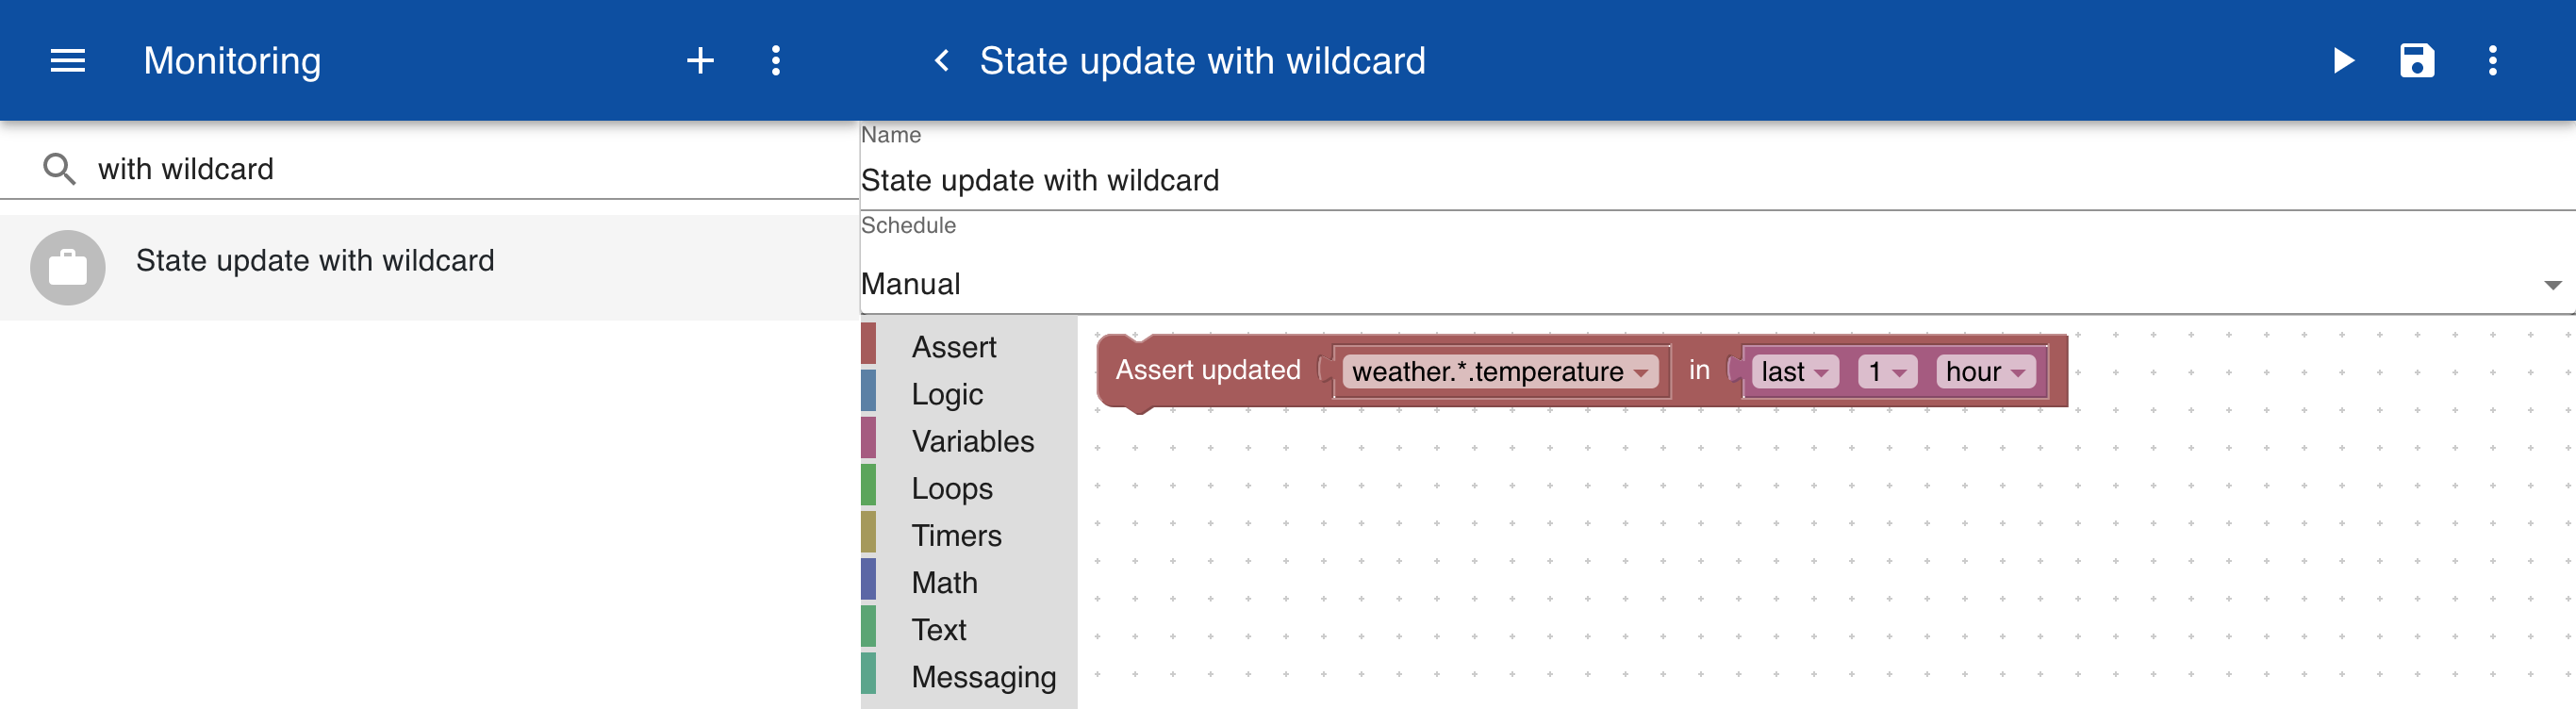 Monitoring
State update with wildcard
with wildcard
State update with wildcard
Name
State update with wildcard
Schedule
Manual
Assert
Logic
Variables
Loops
Timers
Math
Text
Messaging
Assert updated weather.*.temperature in last 1 hour